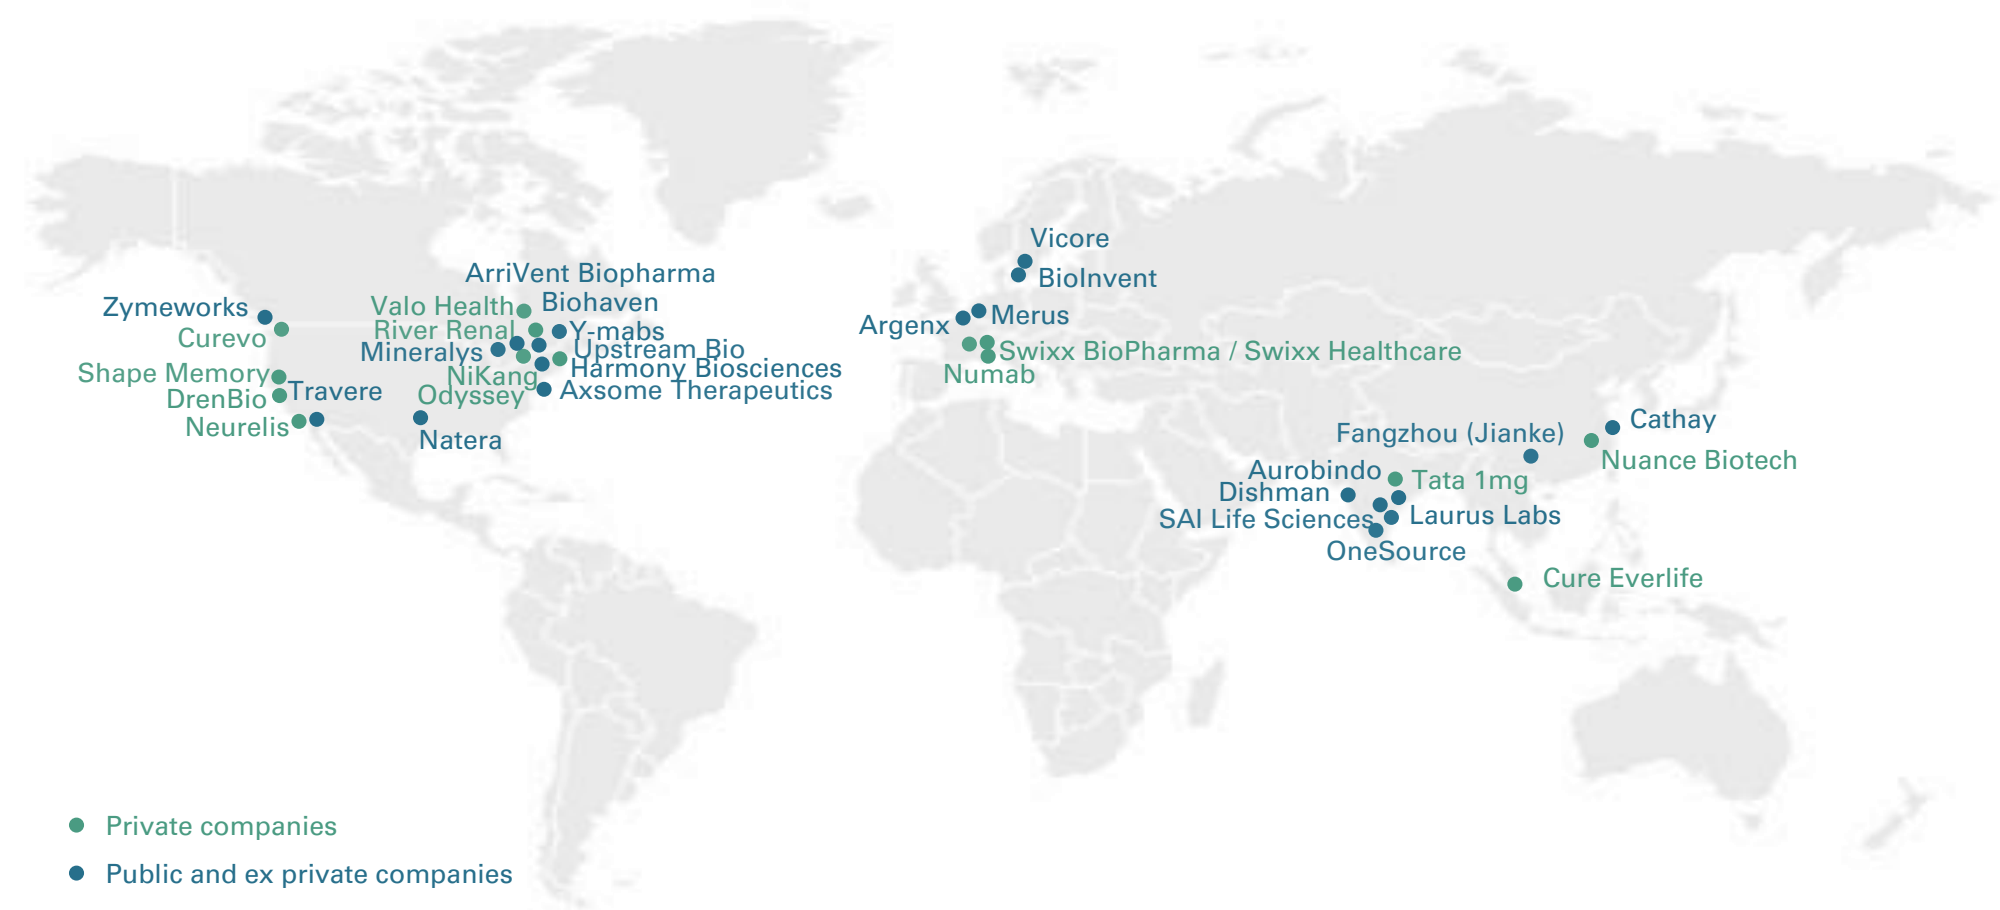 Vicore
BioInvent
Merus
Argenx
Swixx BioPharma / Swixx Healthcare
Numab
ArriVent Biopharma
Biohaven
Valo Health
River Renal
Y-mabs
Mineralys
Upstream Bio
Harmony Biosciences
NiKang
Axsome Therapeutics
Odyssey
Natera
Zymeworks
Curevo
Shape Memory
Travere
DrenBio
Neurelis
Cathay
Fangzhou (Jianke)
Nuance Biotech
Aurobindo
Tata 1mg
Dishman
Laurus Labs
SAI Life Sciences
OneSource
Cure Everlife
Private companies
Public and ex private companies